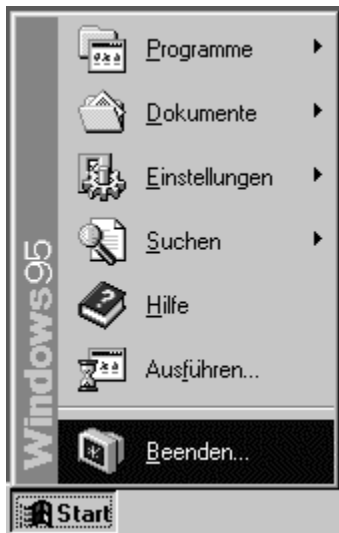 Programme
Dokumente
Einstellungen
Suchen
Hilfe
Ausführen...
Beenden...
Windows95
Start